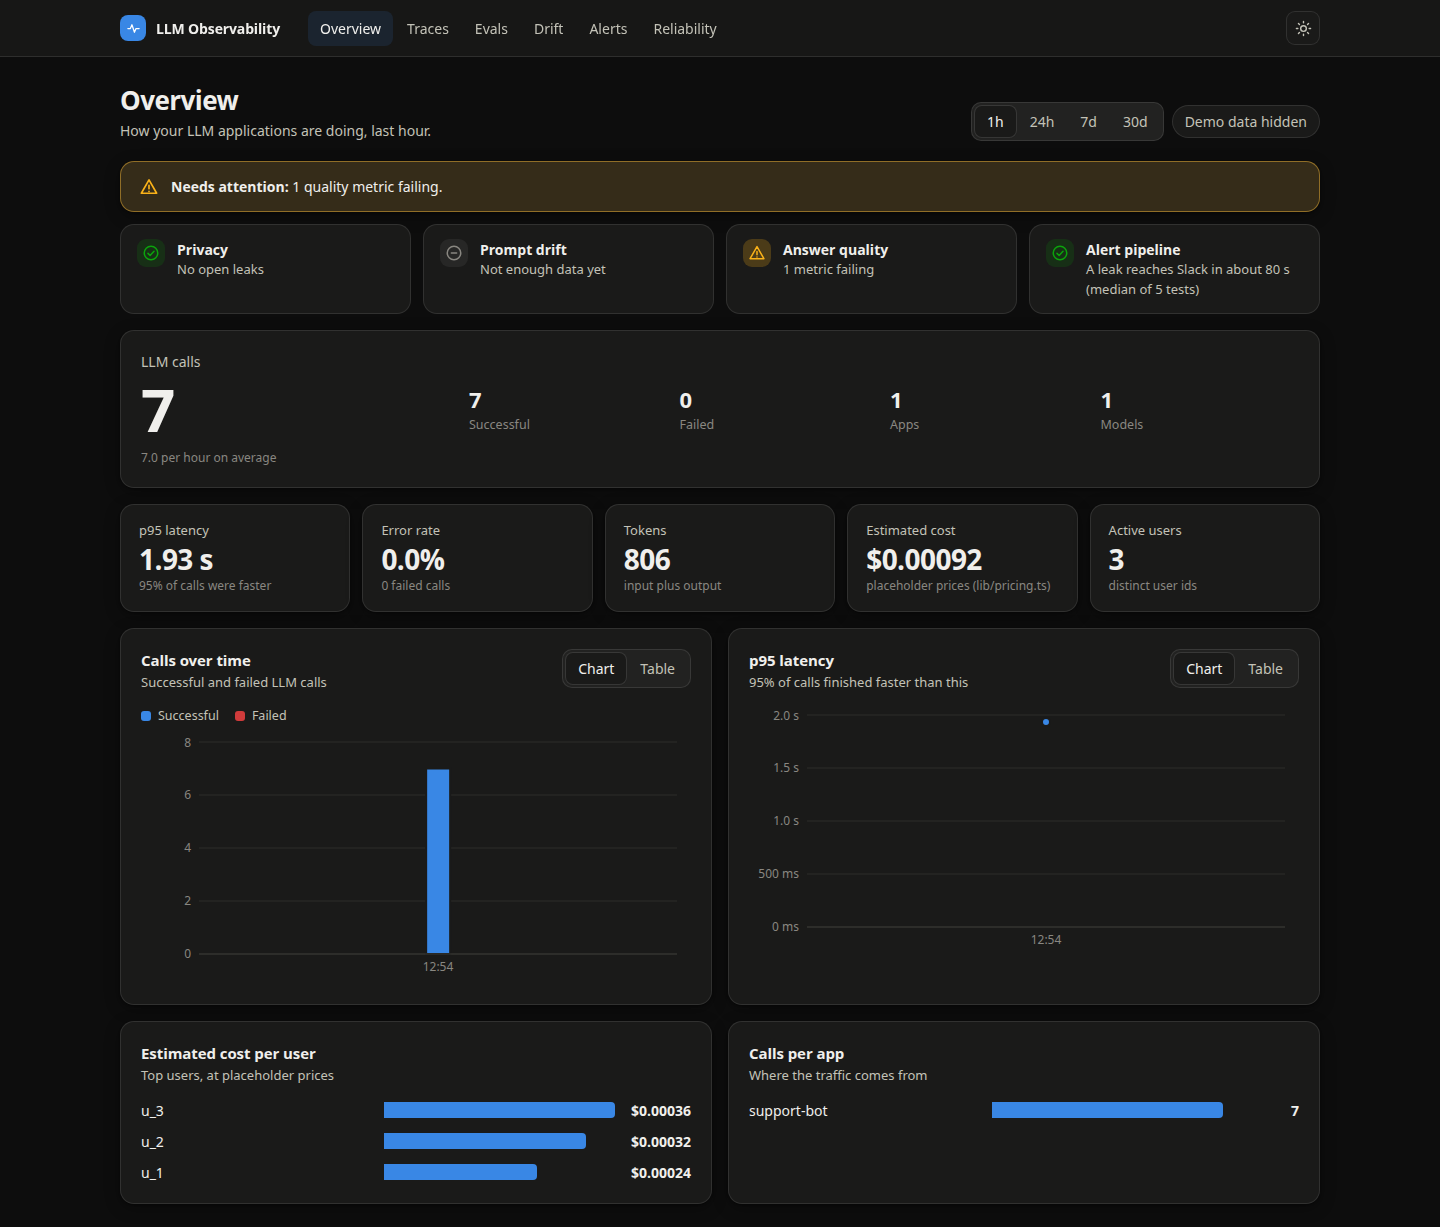 LLM Observability
Overview
Traces
Evals
Drift
Alerts
Reliability
Overview
How your LLM applications are doing, last hour.
1h
24h
7d
30d
Demo data hidden
Needs attention: 1 quality metric failing.
Privacy
No open leaks
Prompt drift
Not enough data yet
Answer quality
1 metric failing
Alert pipeline
A leak reaches Slack in about 80 s
(median of 5 tests)
LLM calls
7
7.0 per hour on average
7
Successful
0
Failed
1
Apps
1
Models
p95 latency
1.93 s
95% of calls were faster
Error rate
0.0%
0 failed calls
Tokens
806
input plus output
Estimated cost
$0.00092
placeholder prices (lib/pricing.ts)
Active users
3
distinct user ids
Calls over time
Successful and failed LLM calls
Chart
Table
Successful
Failed
8
6
4
2
0
12:54
p95 latency
95% of calls finished faster than this
Chart
Table
2.0 s
1.5 s
1.0 s
500 ms
0 ms
12:54
Estimated cost per user
Top users, at placeholder prices
u_3 $0.00036
u_2 $0.00032
u_1 $0.00024
Calls per app
Where the traffic comes from
support-bot 7